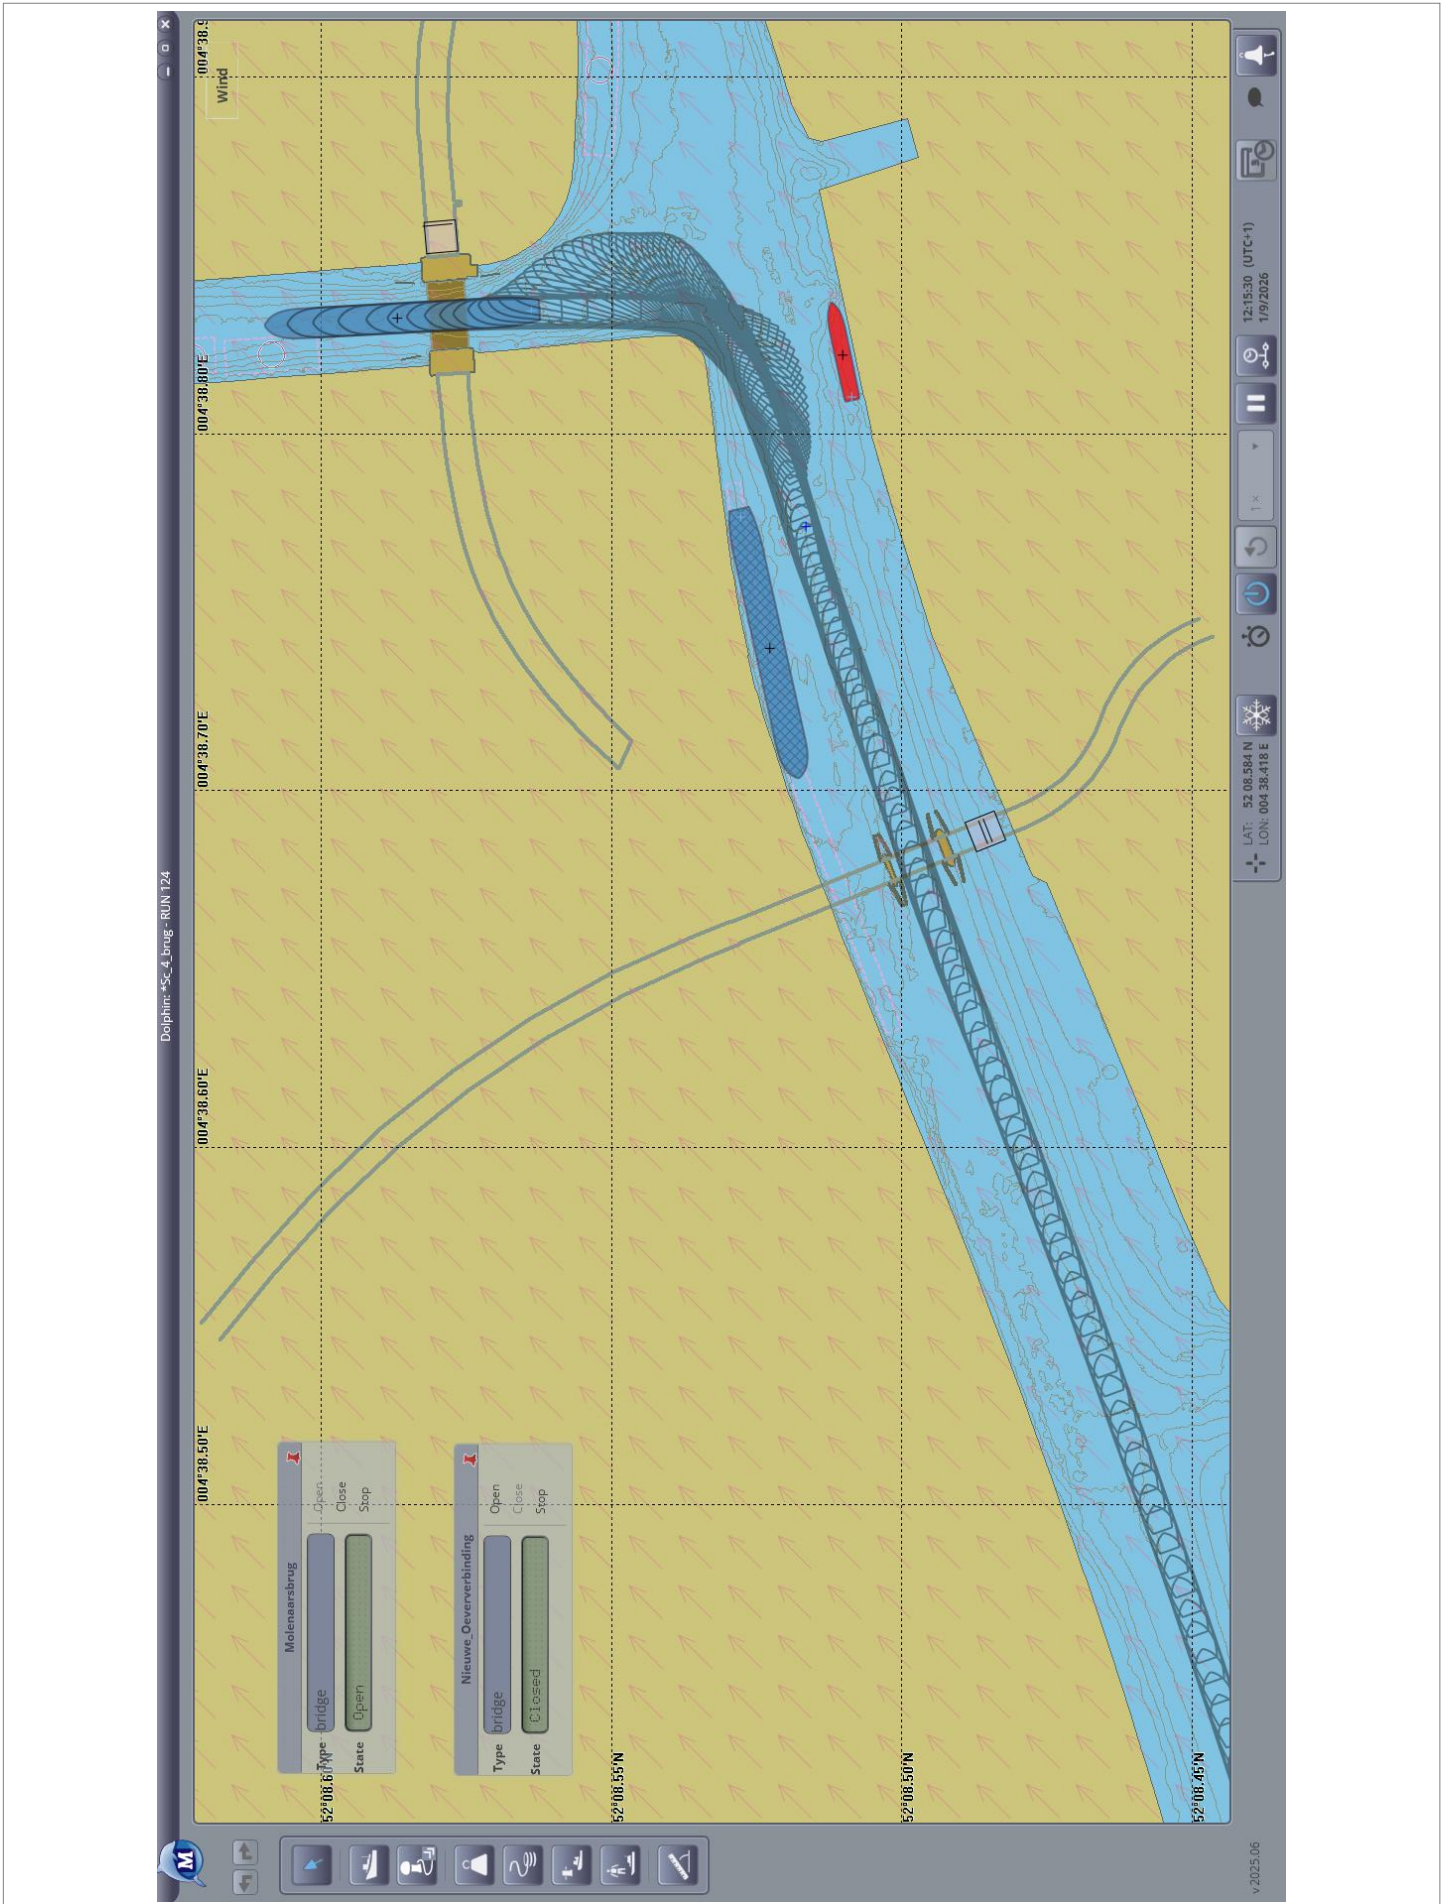 Dolphin: *Sc_4_brug - RUN 124
Wind
004°38.50'E
004°38.60'E
004°38.70'E
004°38.80'E
52°08.55'N
52°08.50'N
52°08.45'N
Molenaarsbrug
Type bridge
State Open
Open
Close
Stop
Nieuwe_Oeververbinding
Type bridge
State Closed
Open
Close
Stop
M
LAT: 52 08.584 N
LON: 004 38.418 E
1×
12:15:30 (UTC+1)
1/9/2026
v 2025.06